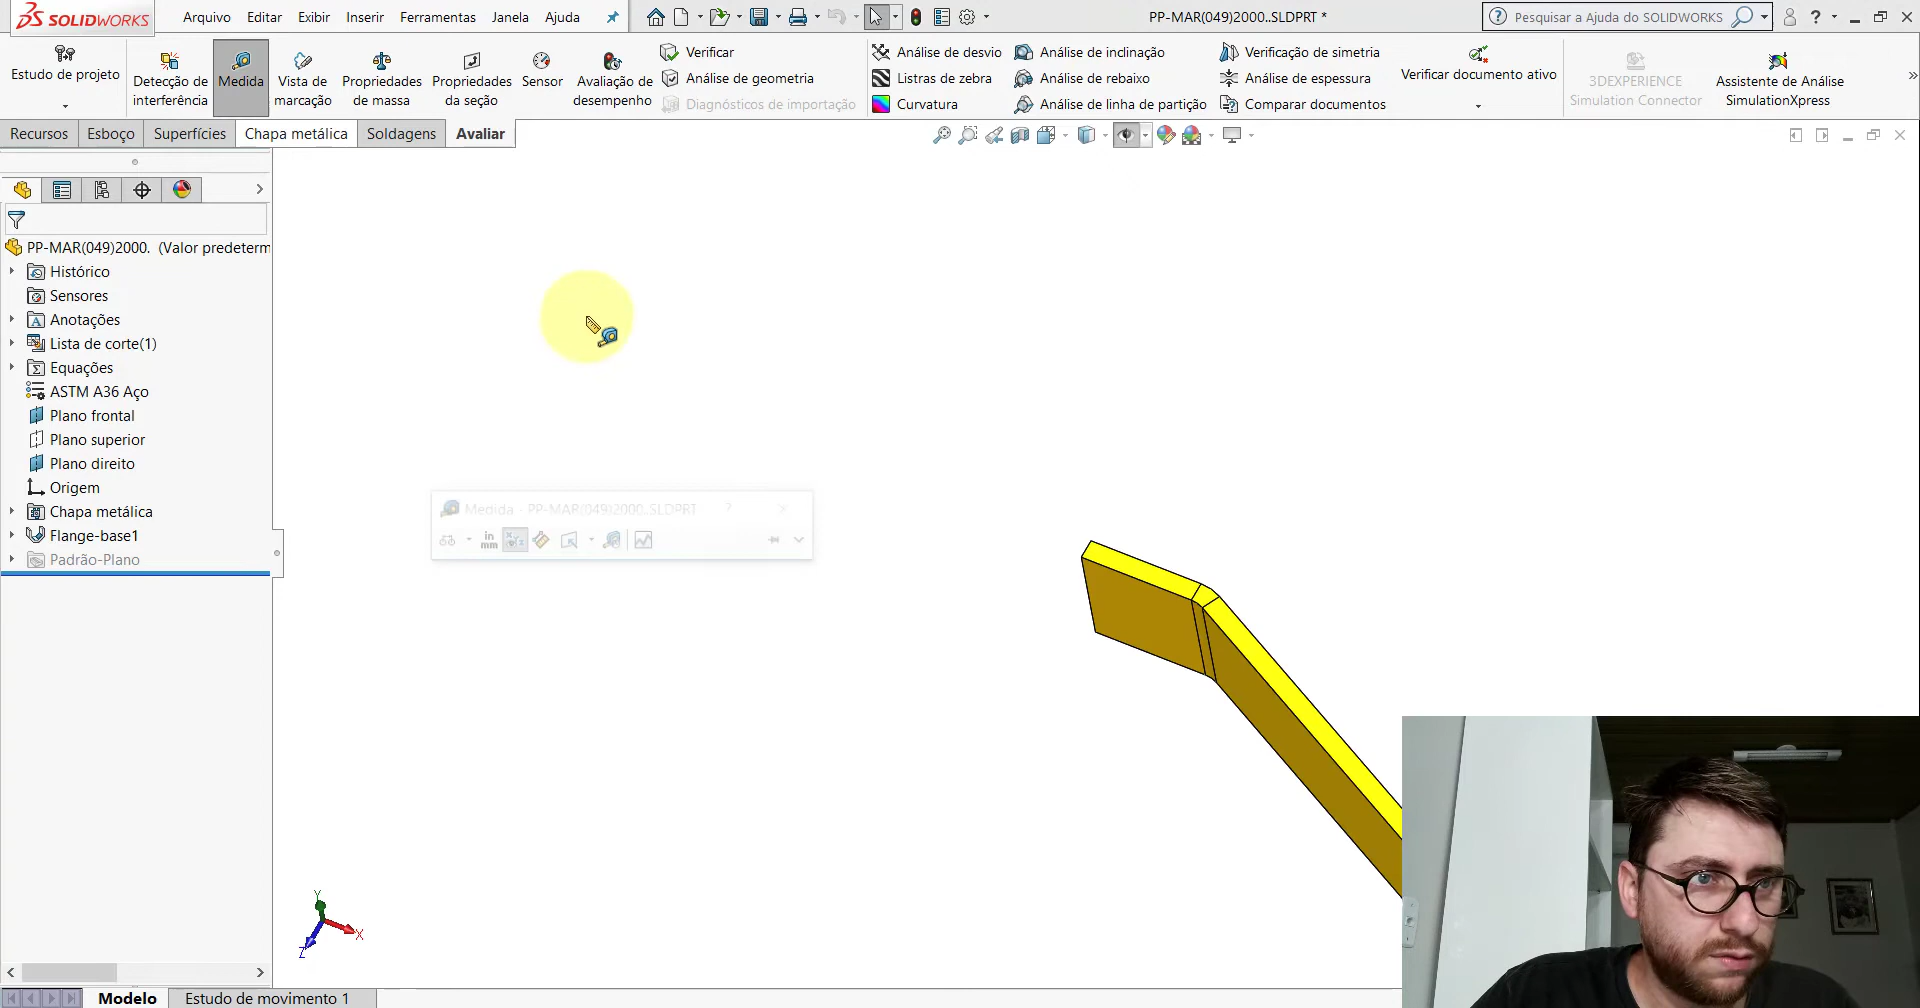 SOLIDWORKS
Arquivo Editar Exibir Inserir Ferramentas Janela Ajuda
PP-MAR(049)2000..SLDPRT *
Pesquisar a Ajuda do SOLIDWORKS
Estudo de projeto
Detecção de interferência
Medida
Vista de marcação
Propriedades de massa
Propriedades da seção
Sensor
Avaliação de desempenho
Verificar
Análise de geometria
Diagnósticos de importação
Análise de desvio
Listras de zebra
Curvatura
Análise de inclinação
Análise de rebaixo
Análise de linha de partição
Verificação de simetria
Análise de espessura
Comparar documentos
Verificar documento ativo
3DEXPERIENCE
Simulation Connector
Assistente de Análise
SimulationXpress
Recursos Esboço Superfícies Chapa metálica Soldagens Avaliar
PP-MAR(049)2000. (Valor predeterm
Histórico
Sensores
Anotações
Lista de corte(1)
Equações
ASTM A36 Aço
Plano frontal
Plano superior
Plano direito
Origem
Chapa metálica
Flange-base1
Padrão-Plano
Medida - PP-MAR(049)2000..SLDPRT ?
in
mm
Y
X
Z
Modelo Estudo de movimento 1